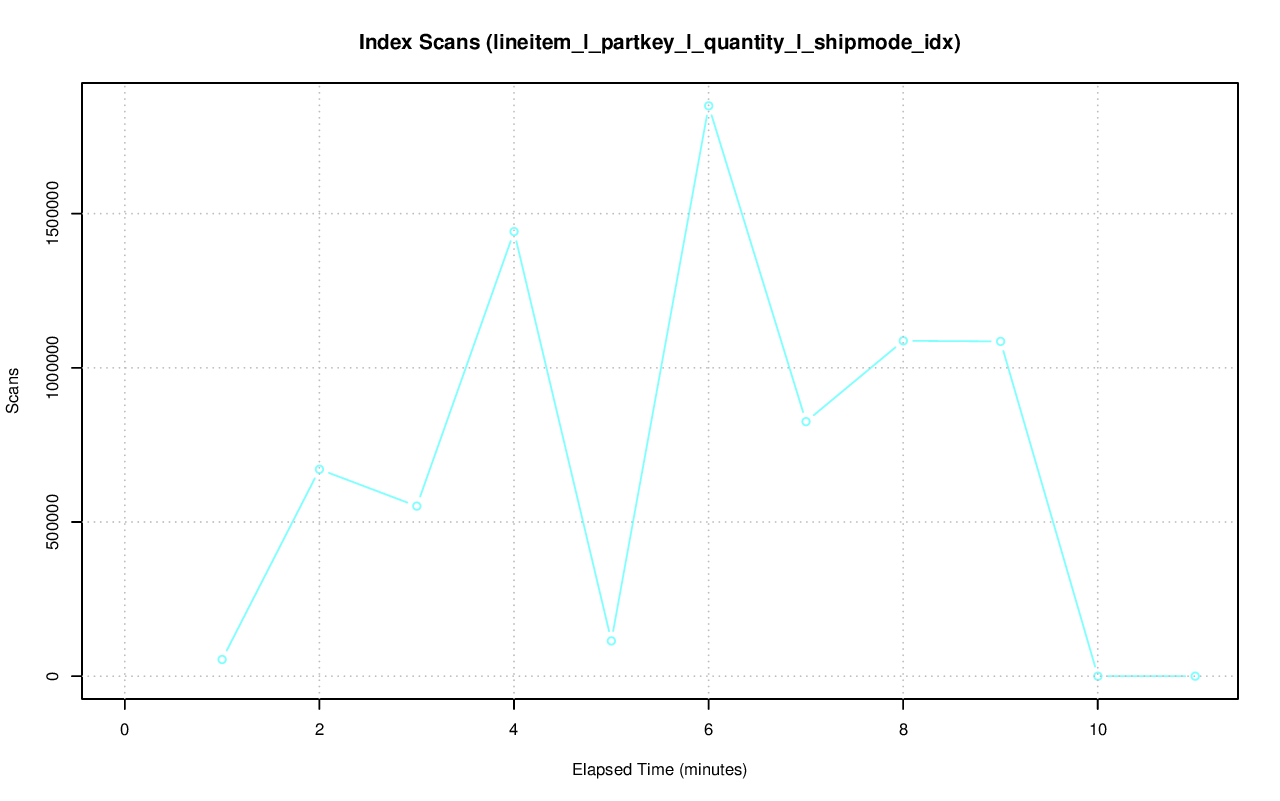 Index Scans (lineitem_l_partkey_l_quantity_l_shipmode_idx)
Scans
1500000
1000000
500000
0
0 2 4 6 8 10
Elapsed Time (minutes)